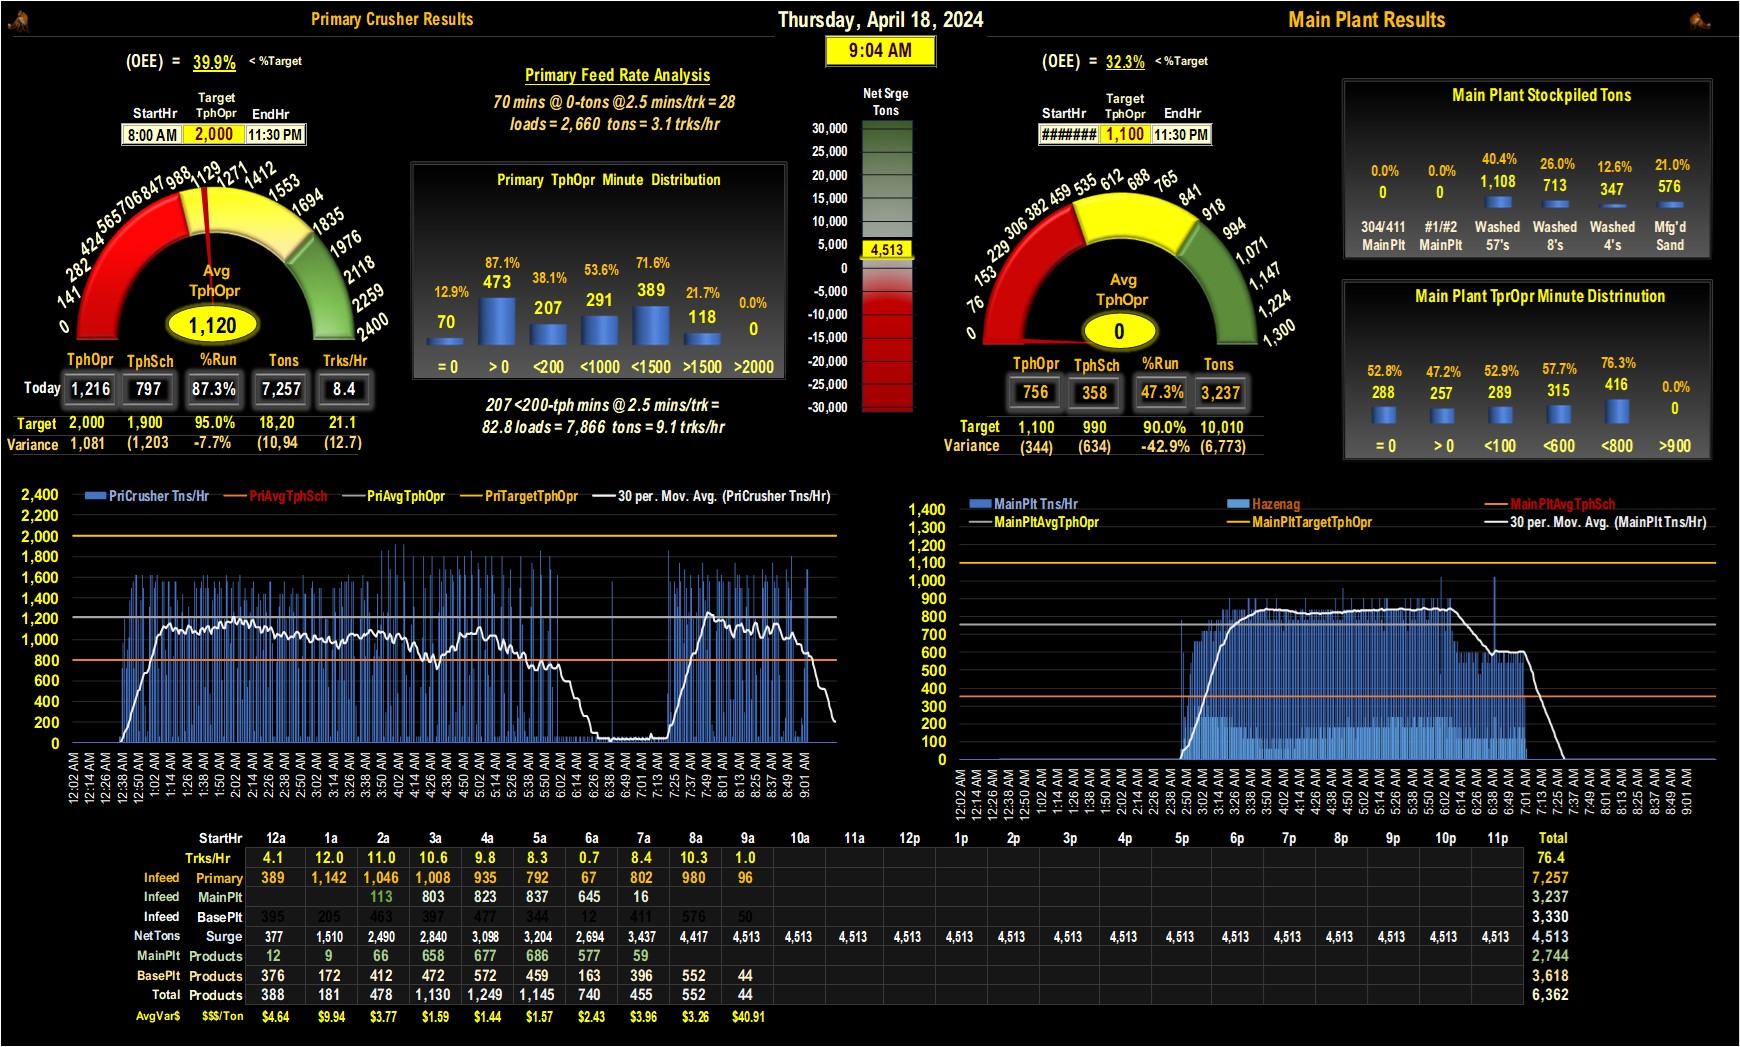 Primary Crusher Results
Thursday, April 18, 2024
Main Plant Results
9:04 AM
(OEE) = 39.9% < %Target
Target
StartHr TphOpr EndHr
8:00 AM 2,000 11:30 PM
0 141 282 424 565 706 847 988 1129 1271 1412 1553 1694 1835 1976 2118 2259 2400
Avg
TphOpr
1,120
TphOpr TphSch %Run Tons Trks/Hr
Today 1,216 797 87.3% 7,257 8.4
Target 2,000 1,900 95.0% 18,20 21.1
Variance 1,081 (1,203 -7.7% (10,94 (12.7)
Primary Feed Rate Analysis
70 mins @ 0-tons @2.5 mins/trk = 28
loads = 2,660 tons = 3.1 trks/hr
Primary TphOpr Minute Distribution
12.9% 87.1% 38.1% 53.6% 71.6% 21.7% 0.0%
70 473 207 291 389 118 0
= 0 > 0 <200 <1000 <1500 >1500 >2000
207 <200-tph mins @ 2.5 mins/trk =
82.8 loads = 7,866 tons = 9.1 trks/hr
Net Srge
Tons
30,000
25,000
20,000
15,000
10,000
5,000
4,513
0
-5,000
-10,000
-15,000
-20,000
-25,000
-30,000
(OEE) = 32.3% < %Target
Target
StartHr TphOpr EndHr
####### 1,100 11:30 PM
0 76 153 229 306 382 459 535 612 688 765 841 918 994 1,071 1,147 1,224 1,300
Avg
TphOpr
0
TphOpr TphSch %Run Tons
756 358 47.3% 3,237
Target 1,100 990 90.0% 10,010
Variance (344) (634) -42.9% (6,773)
Main Plant Stockpiled Tons
0.0% 0.0% 40.4% 26.0% 12.6% 21.0%
0 0 1,108 713 347 576
304/411 #1/#2 Washed Washed Washed Mfg'd
MainPlt MainPlt 57's 8's 4's Sand
Main Plant TprOpr Minute Distrinution
52.8% 47.2% 52.9% 57.7% 76.3% 0.0%
288 257 289 315 416 0
= 0 > 0 <100 <600 <800 >900
PriCrusher Tns/Hr PriAvgTphSch PriAvgTphOpr PriTargetTphOpr 30 per. Mov. Avg. (PriCrusher Tns/Hr)
2,400
2,200
2,000
1,800
1,600
1,400
1,200
1,000
800
600
400
200
0
12:02 AM 12:14 AM 12:26 AM 12:38 AM 12:50 AM 1:02 AM 1:14 AM 1:26 AM 1:38 AM 1:50 AM 2:02 AM 2:14 AM 2:26 AM 2:38 AM 2:50 AM 3:02 AM 3:14 AM 3:26 AM 3:38 AM 3:50 AM 4:02 AM 4:14 AM 4:26 AM 4:38 AM 4:50 AM 5:02 AM 5:14 AM 5:26 AM 5:38 AM 5:50 AM 6:02 AM 6:14 AM 6:26 AM 6:38 AM 6:49 AM 7:01 AM 7:13 AM 7:25 AM 7:37 AM 7:49 AM 8:01 AM 8:13 AM 8:25 AM 8:37 AM 8:49 AM 9:01 AM
MainPlt Tns/Hr Hazenag MainPltAvgTphSch
MainPltAvgTphOpr MainPltTargetTphOpr 30 per. Mov. Avg. (MainPlt Tns/Hr)
1,400
1,300
1,200
1,100
1,000
900
800
700
600
500
400
300
200
100
0
12:02 AM 12:14 AM 12:26 AM 12:38 AM 12:50 AM 1:02 AM 1:14 AM 1:26 AM 1:38 AM 1:50 AM 2:02 AM 2:14 AM 2:26 AM 2:38 AM 2:50 AM 3:02 AM 3:14 AM 3:26 AM 3:38 AM 3:50 AM 4:02 AM 4:14 AM 4:26 AM 4:38 AM 4:50 AM 5:02 AM 5:14 AM 5:26 AM 5:38 AM 5:50 AM 6:02 AM 6:14 AM 6:26 AM 6:38 AM 6:49 AM 7:01 AM 7:13 AM 7:25 AM 7:37 AM 7:49 AM 8:01 AM 8:13 AM 8:25 AM 8:37 AM 8:49 AM 9:01 AM
StartHr 12a 1a 2a 3a 4a 5a 6a 7a 8a 9a 10a 11a 12p 1p 2p 3p 4p 5p 6p 7p 8p 9p 10p 11p Total
Trks/Hr 4.1 12.0 11.0 10.6 9.8 8.3 0.7 8.4 10.3 1.0 76.4
Infeed Primary 389 1,142 1,046 1,008 935 792 67 802 980 96 7,257
Infeed MainPlt 113 803 823 837 645 16 3,237
Infeed BasePlt 395 205 463 397 477 344 12 411 576 50 3,330
NetTons Surge 377 1,510 2,490 2,840 3,098 3,204 2,694 3,437 4,417 4,513 4,513 4,513 4,513 4,513 4,513 4,513 4,513 4,513 4,513 4,513 4,513 4,513 4,513 4,513 4,513
MainPlt Products 12 9 66 658 677 686 577 59 2,744
BasePlt Products 376 172 412 472 572 459 163 396 552 44 3,618
Total Products 388 181 478 1,130 1,249 1,145 740 455 552 44 6,362
AvgVar$ $$$/Ton $4.64 $9.94 $3.77 $1.59 $1.44 $1.57 $2.43 $3.96 $3.26 $40.91